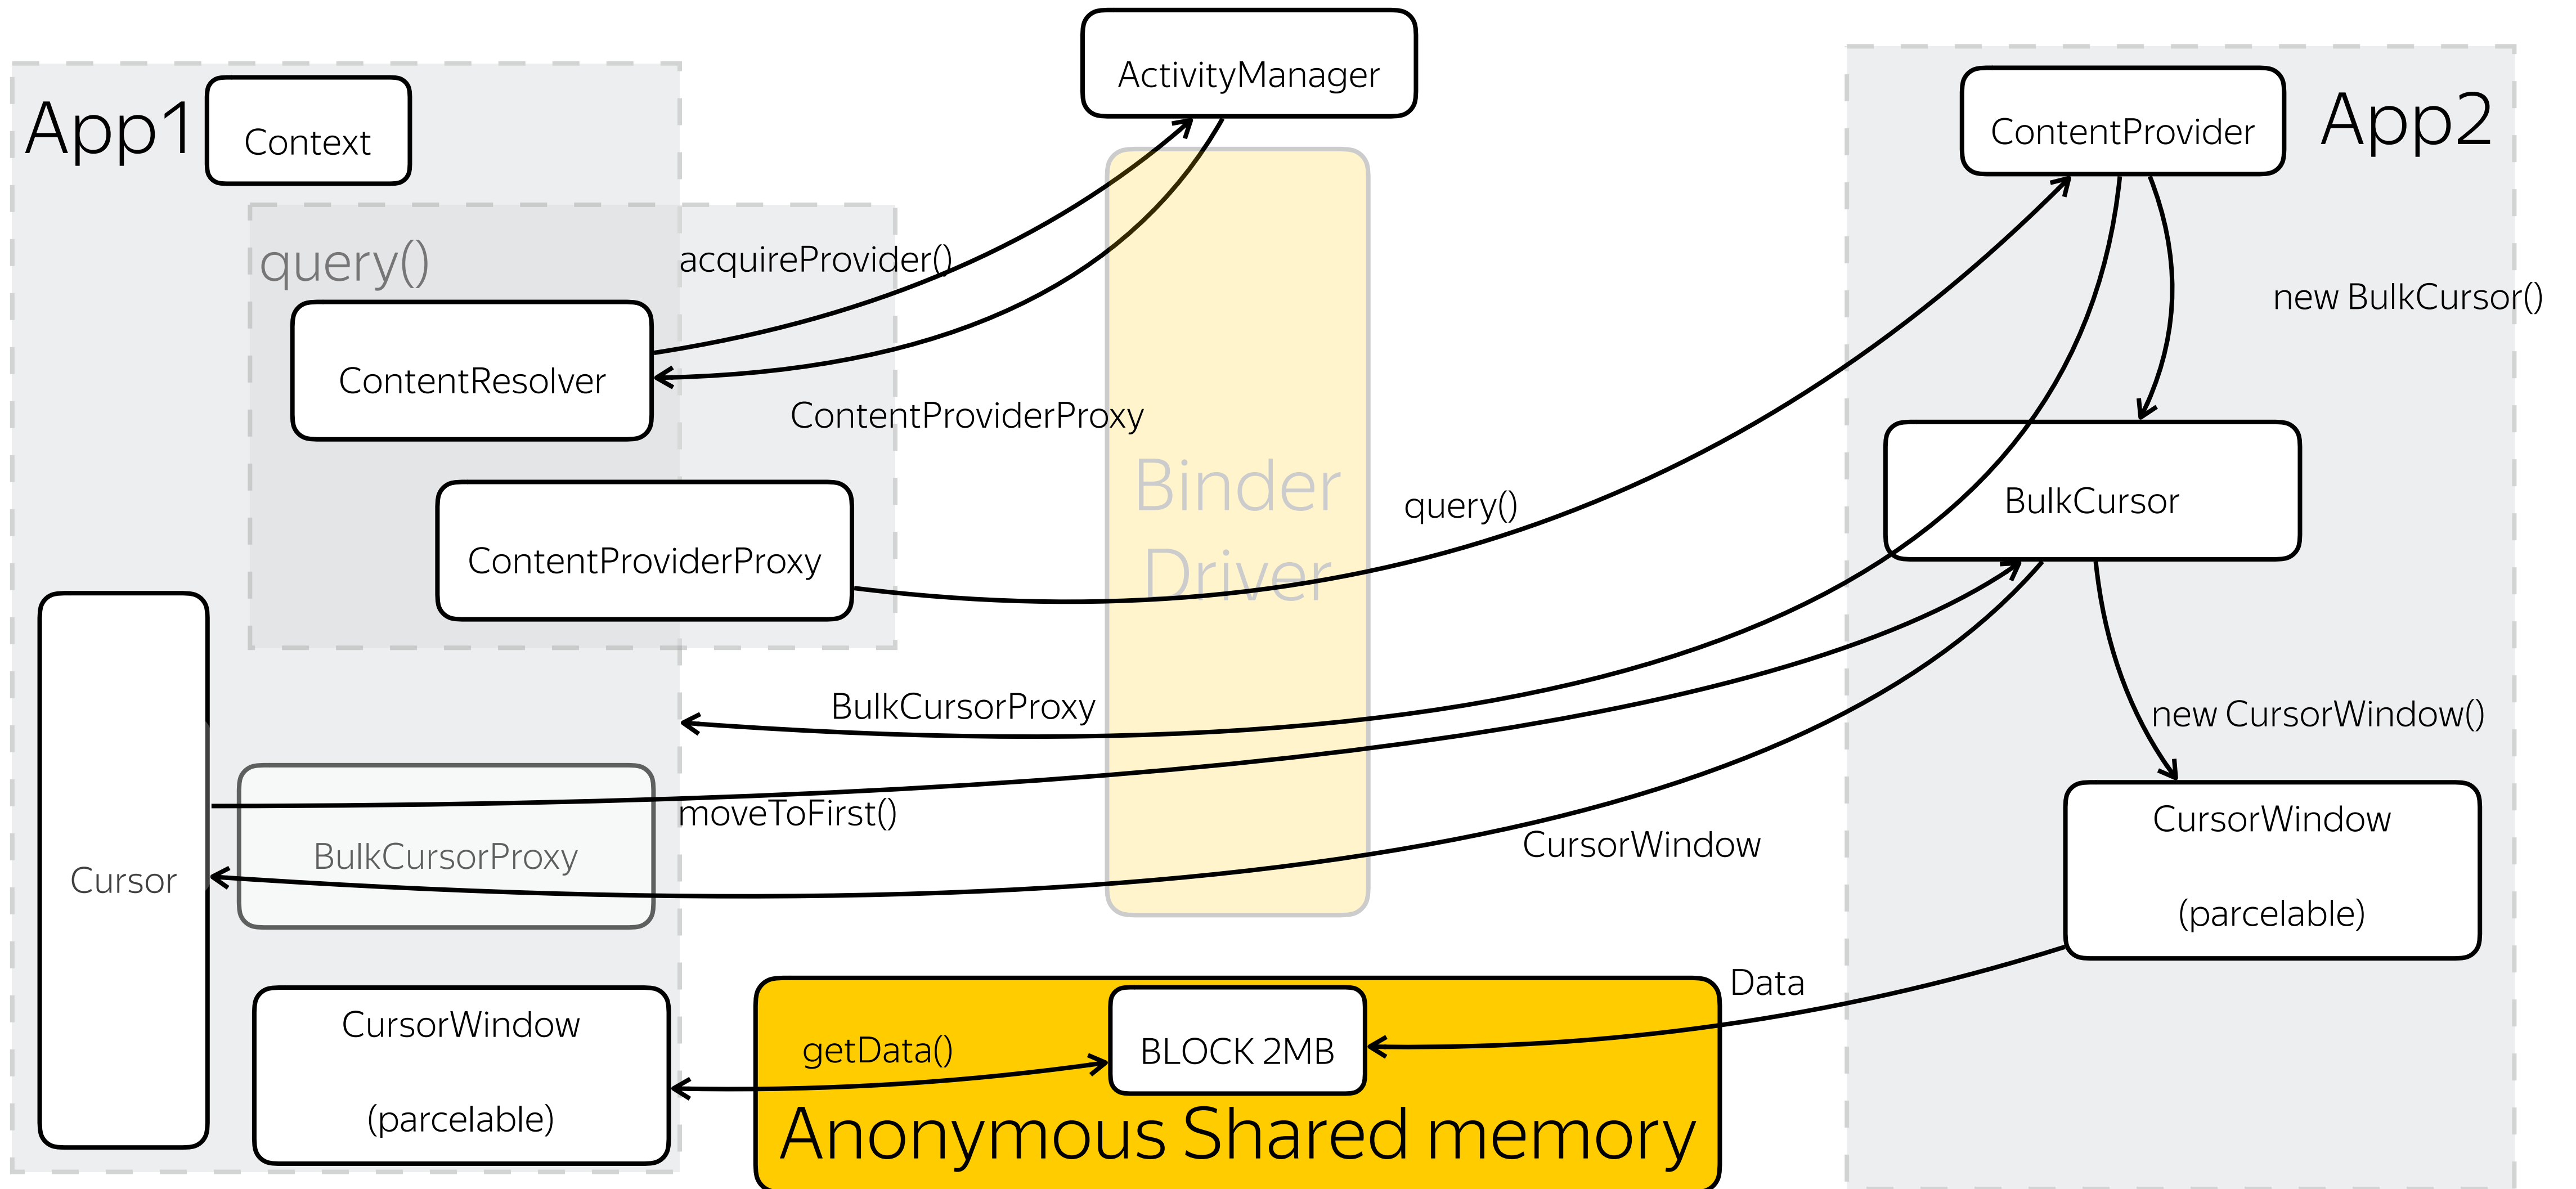 ActivityManager
App1
Context
ContentProvider
App2
query()
acquireProvider()
new BulkCursor()
ContentResolver
ContentProviderProxy
Binder
Driver
query()
BulkCursor
ContentProviderProxy
BulkCursorProxy
new CursorWindow()
moveToFirst()
CursorWindow
CursorWindow
(parcelable)
BulkCursorProxy
Cursor
Data
CursorWindow
(parcelable)
getData()
BLOCK 2MB
Anonymous Shared memory